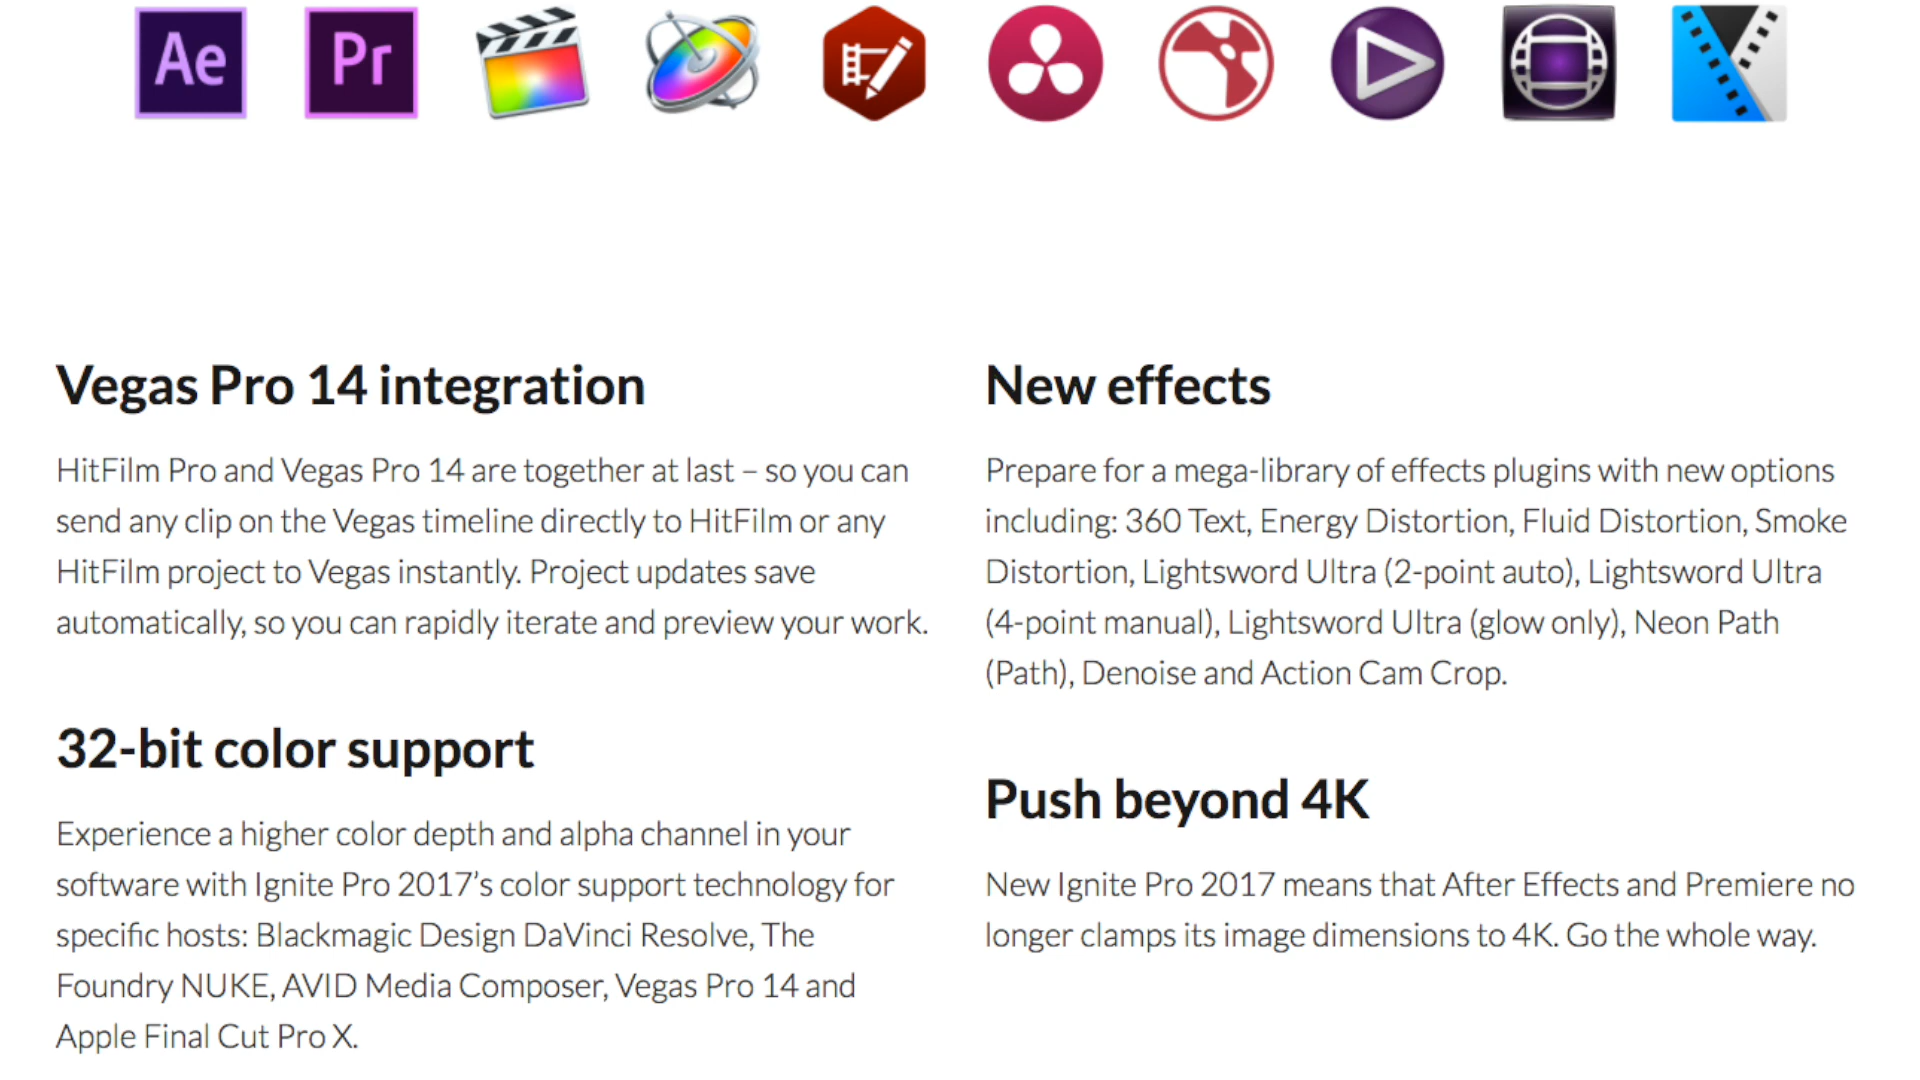 Ae Pr
Vegas Pro 14 integration
HitFilm Pro and Vegas Pro 14 are together at last – so you can
send any clip on the Vegas timeline directly to HitFilm or any
HitFilm project to Vegas instantly. Project updates save
automatically, so you can rapidly iterate and preview your work.
32-bit color support
Experience a higher color depth and alpha channel in your
software with Ignite Pro 2017’s color support technology for
specific hosts: Blackmagic Design DaVinci Resolve, The
Foundry NUKE, AVID Media Composer, Vegas Pro 14 and
Apple Final Cut Pro X.
New effects
Prepare for a mega-library of effects plugins with new options
including: 360 Text, Energy Distortion, Fluid Distortion, Smoke
Distortion, Lightsword Ultra (2-point auto), Lightsword Ultra
(4-point manual), Lightsword Ultra (glow only), Neon Path
(Path), Denoise and Action Cam Crop.
Push beyond 4K
New Ignite Pro 2017 means that After Effects and Premiere no
longer clamps its image dimensions to 4K. Go the whole way.